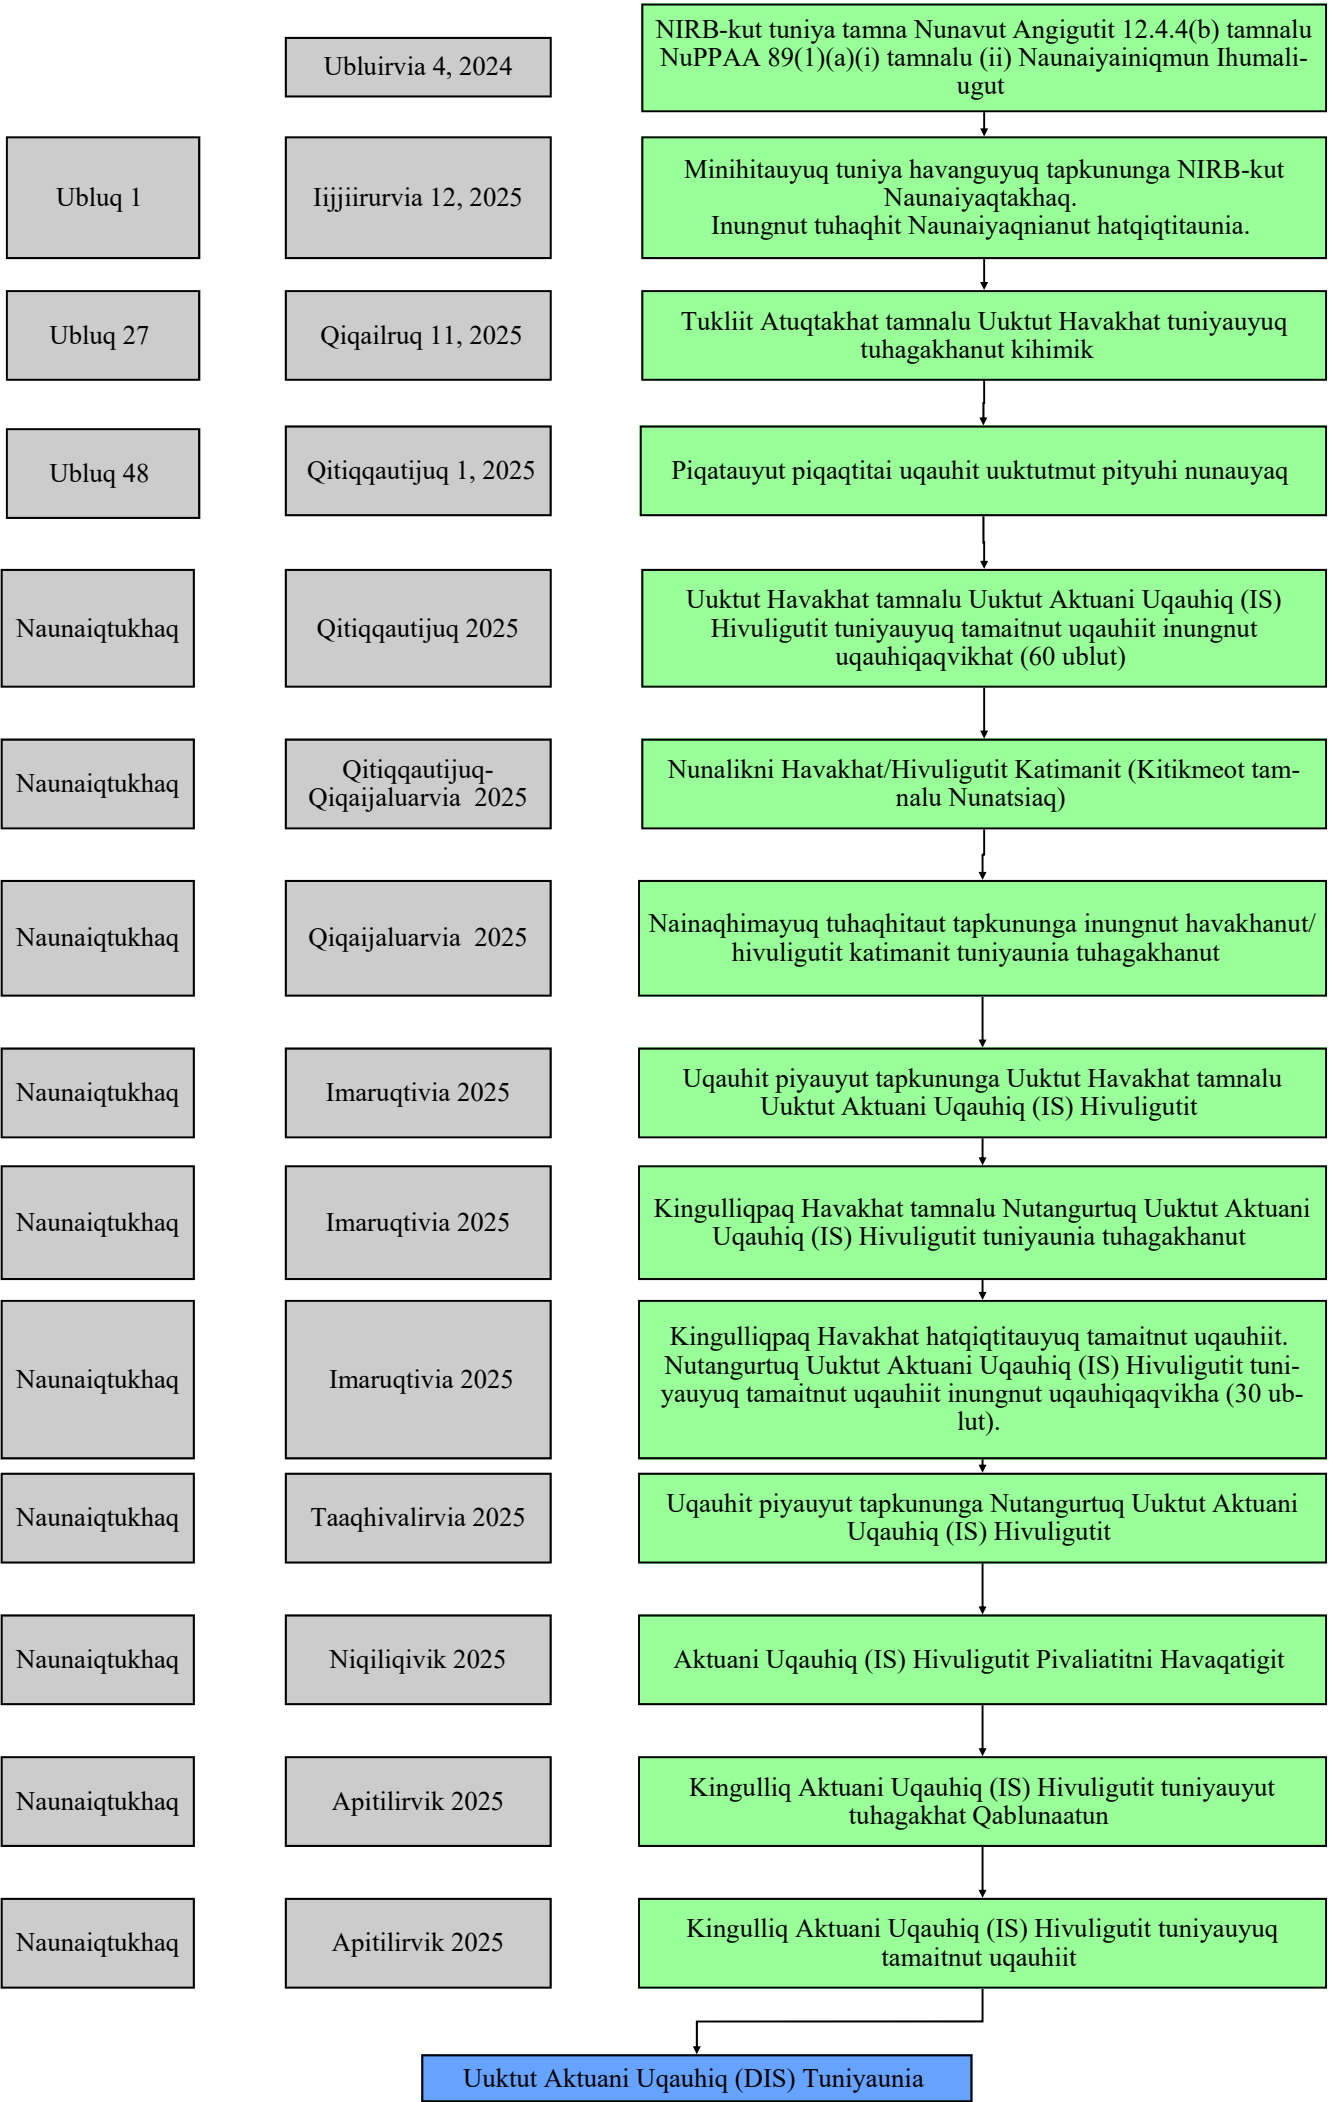 Ubluirvia 4, 2024
NIRB-kut tuniya tamna Nunavut Angigutit 12.4.4(b) tamnalu
NuPPAA 89(1)(a)(i) tamnalu (ii) Naunaiyainiqmun Ihumali-
ugut
Ubluq 1
Iijjiirurvia 12, 2025
Minihitauyuq tuniya havanguyuq tapkununga NIRB-kut
Naunaiyaqtakhaq.
Inungnut tuhaqhit Naunaiyaqnianut hatqiqtitaunia.
Ubluq 27
Qiqailruq 11, 2025
Tukliit Atuqtakhat tamnalu Uuktut Havakhat tuniyauyuq
tuhagakhanut kihimik
Ubluq 48
Qitiqqautijuq 1, 2025
Piqatauyut piqaqtitai uqauhit uuktutmut pityuhi nunauyaq
Naunaiqtukhaq
Qitiqqautijuq 2025
Uuktut Havakhat tamnalu Uuktut Aktuani Uqauhiq (IS)
Hivuligutit tuniyauyuq tamaitnut uqauhiit inungnut
uqauhiqaqvikhat (60 ublut)
Naunaiqtukhaq
Qitiqqautijuq-
Qiqaijaluarvia  2025
Nunalikni Havakhat/Hivuligutit Katimanit (Kitikmeot tam-
nalu Nunatsiaq)
Naunaiqtukhaq
Qiqaijaluarvia  2025
Nainaqhimayuq tuhaqhitaut tapkununga inungnut havakhanut/
hivuligutit katimanit tuniyaunia tuhagakhanut
Naunaiqtukhaq
Imaruqtivia 2025
Uqauhit piyauyut tapkununga Uuktut Havakhat tamnalu
Uuktut Aktuani Uqauhiq (IS) Hivuligutit
Naunaiqtukhaq
Imaruqtivia 2025
Kingulliqpaq Havakhat tamnalu Nutangurtuq Uuktut Aktuani
Uqauhiq (IS) Hivuligutit tuniyaunia tuhagakhanut
Naunaiqtukhaq
Imaruqtivia 2025
Kingulliqpaq Havakhat hatqiqtitauyuq tamaitnut uqauhiit.
Nutangurtuq Uuktut Aktuani Uqauhiq (IS) Hivuligutit tuni-
yauyuq tamaitnut uqauhiit inungnut uqauhiqaqvikha (30 ub-
lut).
Naunaiqtukhaq
Taaqhivalirvia 2025
Uqauhit piyauyut tapkununga Nutangurtuq Uuktut Aktuani
Uqauhiq (IS) Hivuligutit
Naunaiqtukhaq
Niqiliqivik 2025
Aktuani Uqauhiq (IS) Hivuligutit Pivaliatitni Havaqatigit
Naunaiqtukhaq
Apitilirvik 2025
Kingulliq Aktuani Uqauhiq (IS) Hivuligutit tuniyauyut
tuhagakhat Qablunaatun
Naunaiqtukhaq
Apitilirvik 2025
Kingulliq Aktuani Uqauhiq (IS) Hivuligutit tuniyauyuq
tamaitnut uqauhiit
Uuktut Aktuani Uqauhiq (DIS) Tuniyaunia